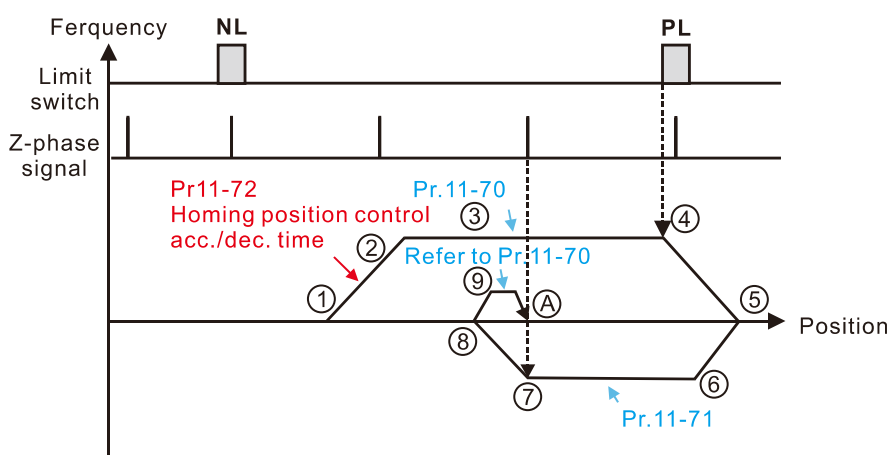 Ferquency
NL
PL
Limit
switch
Z-phase
signal
Pr11-72
Homing position control
acc./dec. time
Pr.11-70
③
④
②
Refer to Pr.11-70
⑨
①
Ⓐ
⑤
Position
⑧
⑦
⑥
Pr.11-71